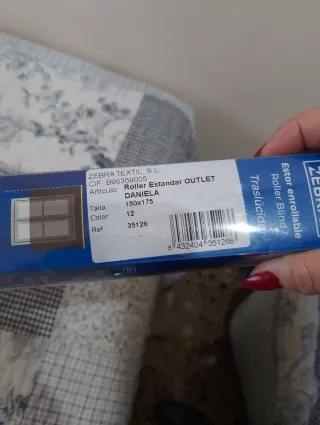 ZEBRA TEXTIL, S.L.
CIF: B96359005
Artículo Roller Estandar OUTLET
DANIELA
Talla 150x175
Color 12
Ref. 35126
8 432404 351266
Estor enrollable
Roller Blind
Traslúcido
ZEBRA